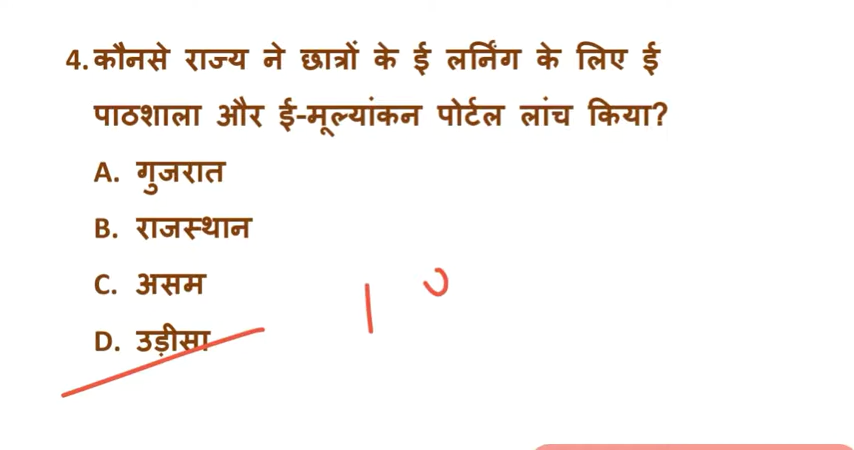 4. कौनसे राज्य ने छात्रों के ई लर्निंग के लिए ई
पाठशाला और ई-मूल्यांकन पोर्टल लांच किया?
A. गुजरात
B. राजस्थान
C. असम
D. उड़ीसा